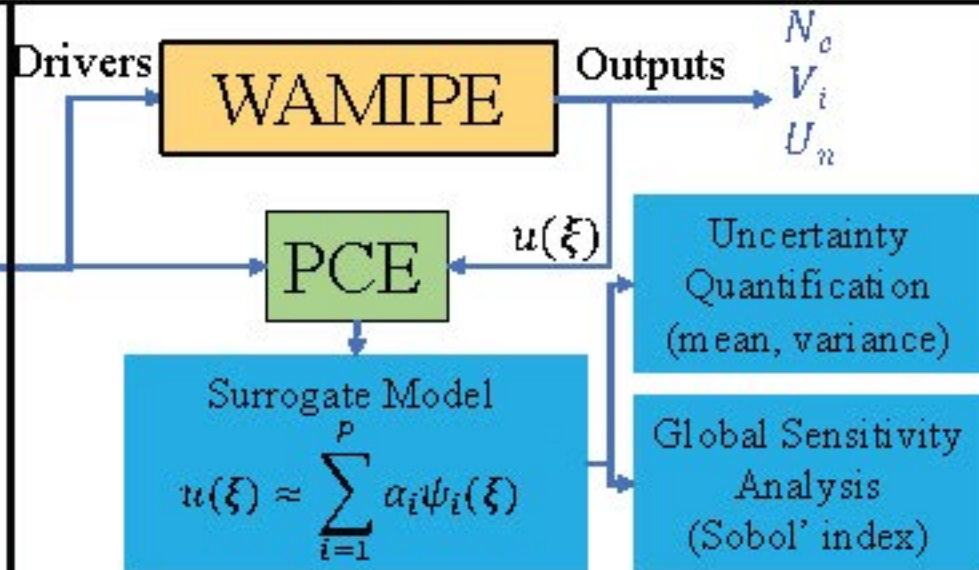 Drivers
WAMIPE
Outputs
N_e
V_i
U_n
PCE
u(ξ)
Uncertainty
Quantification
(mean, variance)
Surrogate Model
u(ξ) ≈ ∑_{i=1}^{P} α_i ψ_i(ξ)
Global Sensitivity
Analysis
(Sobol’ index)